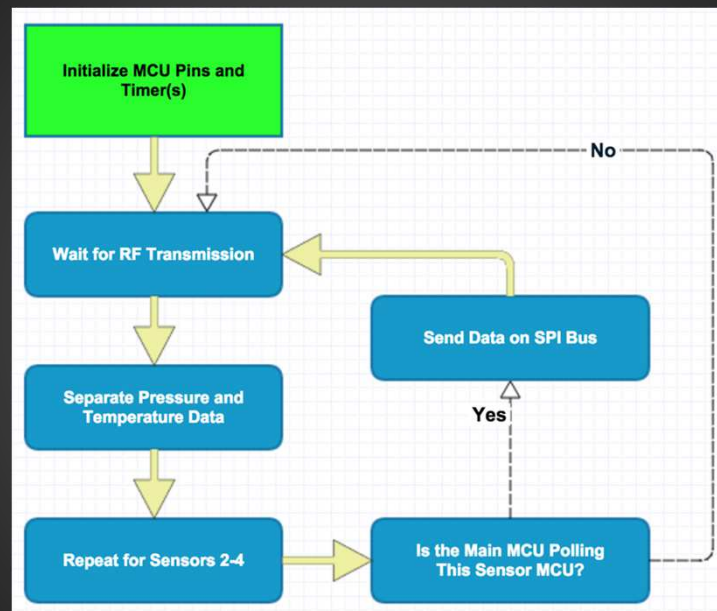 Initialize MCU Pins and
Timer(s)
No
Wait for RF Transmission
Send Data on SPI Bus
Separate Pressure and
Temperature Data
Yes
Repeat for Sensors 2-4
Is the Main MCU Polling
This Sensor MCU?